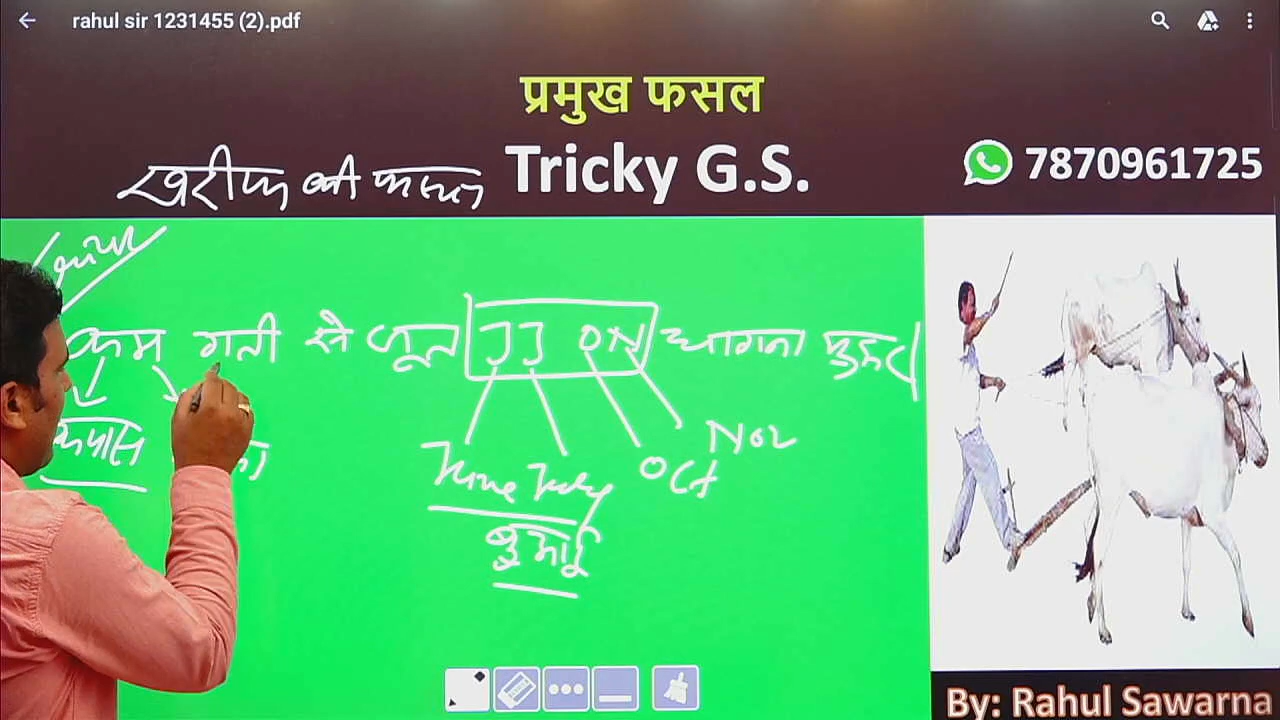 rahul sir 1231455 (2).pdf
प्रमुख फसल
Tricky G.S.
7870961725
खरीफ की फसल
कम गती से जून JJ ON
कपास
June July Oct Nov
बुआई
By: Rahul Sawarna